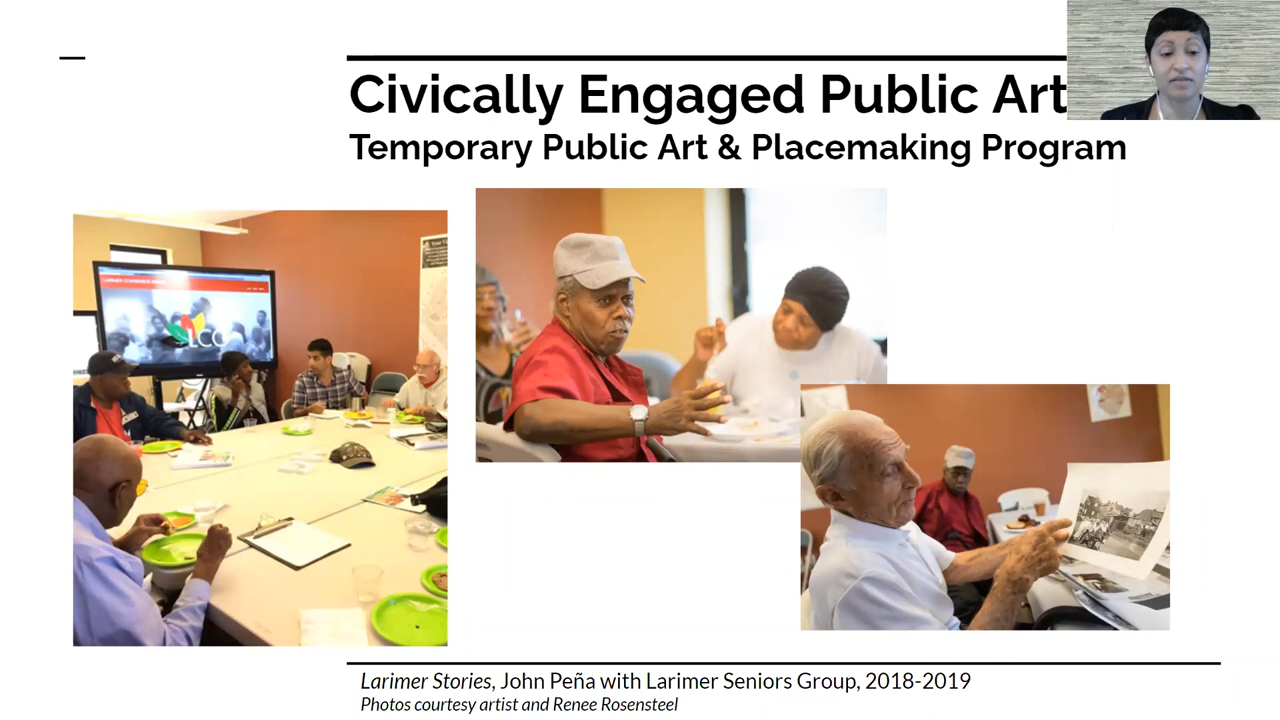 Civically Engaged Public Art
Temporary Public Art & Placemaking Program
LCC
Larimer Stories, John Peña with Larimer Seniors Group, 2018-2019
Photos courtesy artist and Renee Rosensteel